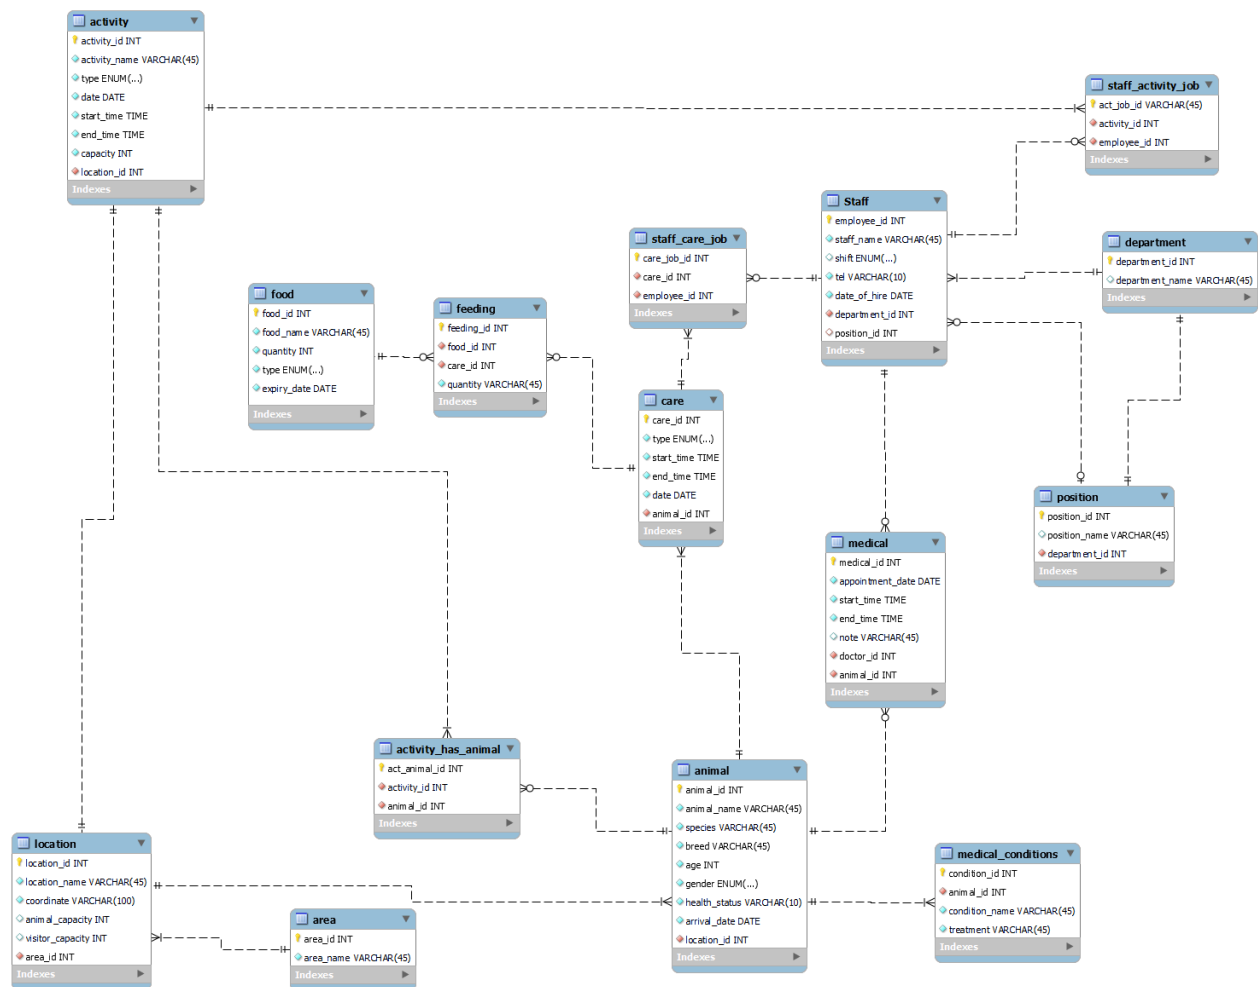 activity
activity_id INT
activity_name VARCHAR(45)
type ENUM(...)
date DATE
start_time TIME
end_time TIME
capacity INT
location_id INT
Indexes
staff_activity_job
act_job_id VARCHAR(45)
activity_id INT
employee_id INT
Indexes
Staff
employee_id INT
staff_name VARCHAR(45)
shift ENUM(...)
tel VARCHAR(10)
date_of_hire DATE
department_id INT
position_id INT
Indexes
staff_care_job
care_job_id INT
care_id INT
employee_id INT
Indexes
department
department_id INT
department_name VARCHAR(45)
Indexes
food
food_id INT
food_name VARCHAR(45)
quantity INT
type ENUM(...)
expiry_date DATE
Indexes
feeding
feeding_id INT
food_id INT
care_id INT
quantity VARCHAR(45)
Indexes
care
care_id INT
type ENUM(...)
start_time TIME
end_time TIME
date DATE
animal_id INT
Indexes
position
position_id INT
position_name VARCHAR(45)
department_id INT
Indexes
medical
medical_id INT
appointment_date DATE
start_time TIME
end_time TIME
note VARCHAR(45)
doctor_id INT
animal_id INT
Indexes
activity_has_animal
act_animal_id INT
activity_id INT
animal_id INT
Indexes
animal
animal_id INT
animal_name VARCHAR(45)
species VARCHAR(45)
breed VARCHAR(45)
age INT
gender ENUM(...)
health_status VARCHAR(10)
arrival_date DATE
location_id INT
Indexes
location
location_id INT
location_name VARCHAR(45)
coordinate VARCHAR(100)
animal_capacity INT
visitor_capacity INT
area_id INT
Indexes
area
area_id INT
area_name VARCHAR(45)
Indexes
medical_conditions
condition_id INT
animal_id INT
condition_name VARCHAR(45)
treatment VARCHAR(45)
Indexes